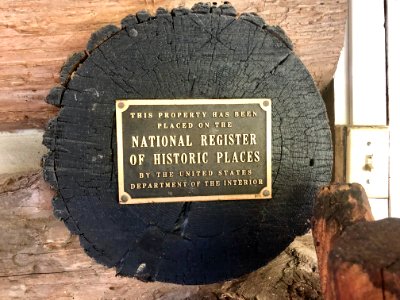 THIS PROPERTY HAS BEEN
PLACED ON THE
NATIONAL REGISTER
OF HISTORIC PLACES
BY THE UNITED STATES
DEPARTMENT OF THE INTERIOR